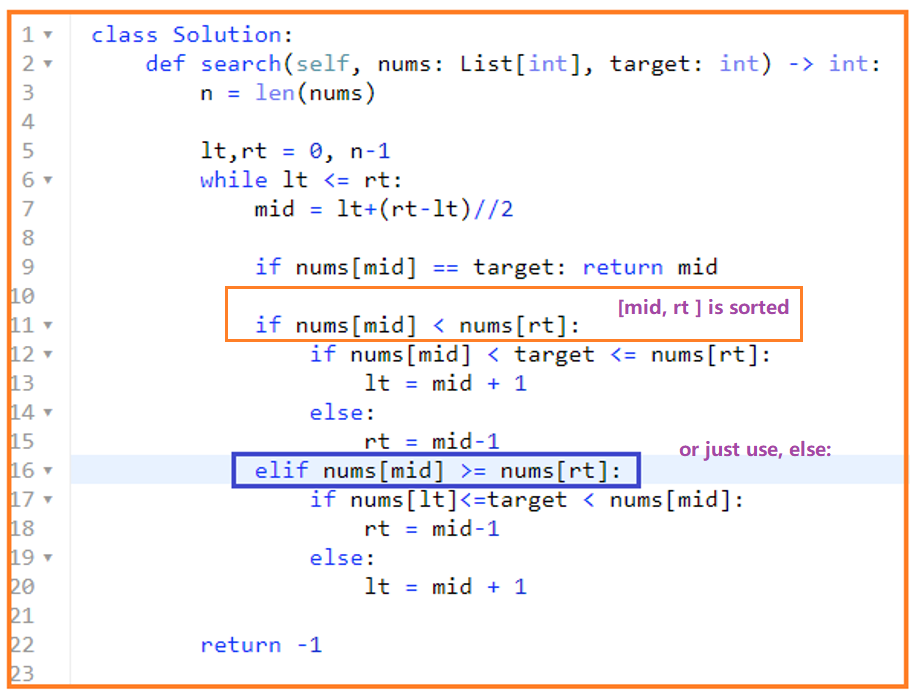 1 class Solution:
2     def search(self, nums: List[int], target: int) -> int:
3         n = len(nums)
4
5         lt,rt = 0, n-1
6         while lt <= rt:
7             mid = lt+(rt-lt)//2
8
9             if nums[mid] == target: return mid
10
[mid, rt ] is sorted
11             if nums[mid] < nums[rt]:
12                 if nums[mid] < target <= nums[rt]:
13                     lt = mid + 1
14                 else:
15                     rt = mid-1
or just use, else:
16             elif nums[mid] >= nums[rt]:
17                 if nums[lt]<=target < nums[mid]:
18                     rt = mid-1
19                 else:
20                     lt = mid + 1
21
22         return -1
23